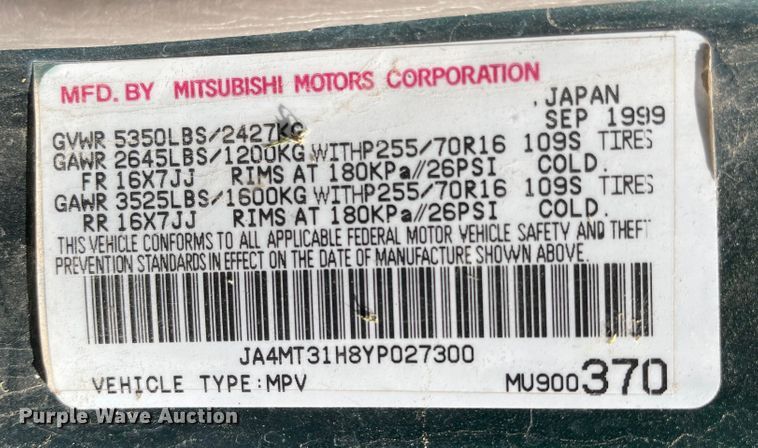 MFD. BY MITSUBISHI MOTORS CORPORATION
, JAPAN
GVWR 5350LBS/2427KG SEP 1999
GAWR 2645LBS/1200KG WITHP255/70R16 109S TIRES
FR 16X7JJ RIMS AT 180KPa//26PSI COLD.
GAWR 3525LBS/1600KG WITHP255/70R16 109S TIRES
RR 16X7JJ RIMS AT 180KPa//26PSI COLD.
THIS VEHICLE CONFORMS TO ALL APPLICABLE FEDERAL MOTOR VEHICLE SAFETY AND THEFT
PREVENTION STANDARDS IN EFFECT ON THE DATE OF MANUFACTURE SHOWN ABOVE.
JA4MT31H8YP027300
VEHICLE TYPE:MPV MU900370
Purple Wave Auction